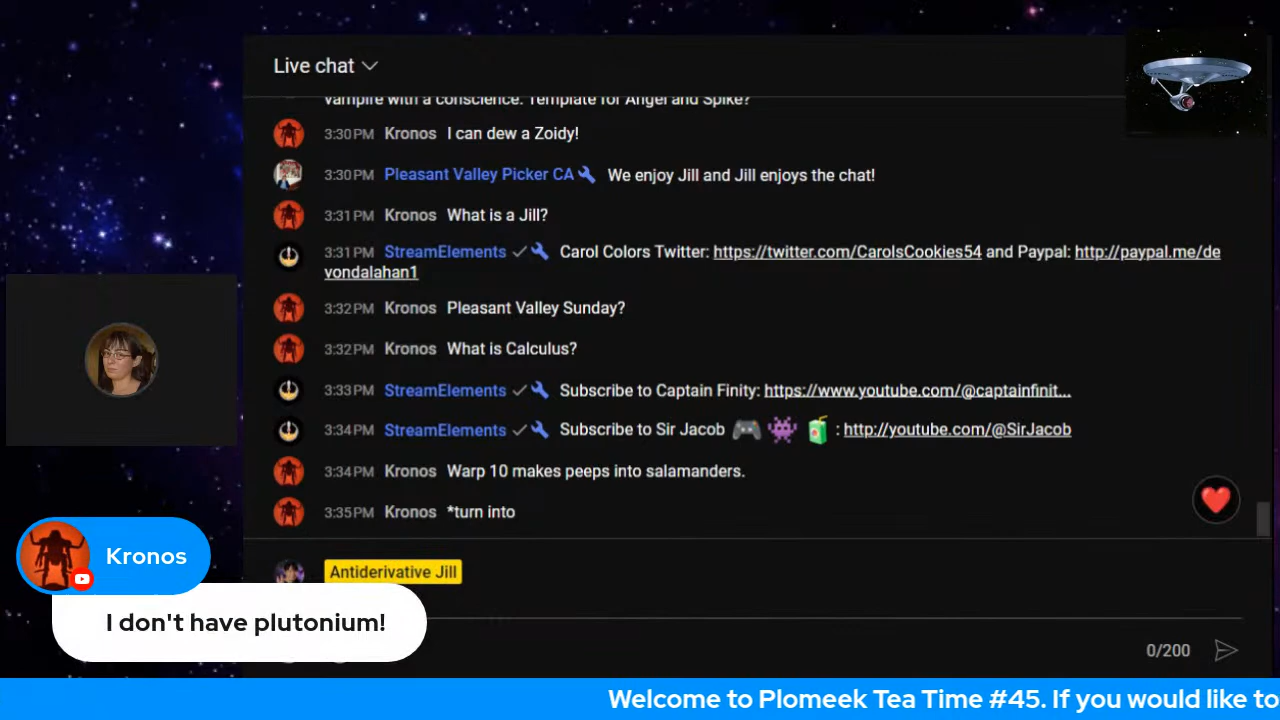 Live chat
vampire with a conscience. Template for Angel and Spike?
3:30 PM Kronos I can dew a Zoidy!
3:30 PM Pleasant Valley Picker CA We enjoy Jill and Jill enjoys the chat!
3:31 PM Kronos What is a Jill?
3:31 PM StreamElements Carol Colors Twitter: https://twitter.com/CarolsCookies54 and Paypal: http://paypal.me/de
vondalahan1
3:32 PM Kronos Pleasant Valley Sunday?
3:32 PM Kronos What is Calculus?
3:33 PM StreamElements Subscribe to Captain Finity: https://www.youtube.com/@captainfinit...
3:34 PM StreamElements Subscribe to Sir Jacob 🎮 👾 🧃 : http://youtube.com/@SirJacob
3:34 PM Kronos Warp 10 makes peeps into salamanders.
3:35 PM Kronos *turn into
Antiderivative Jill
Kronos
I don't have plutonium!
0/200
Welcome to Plomeek Tea Time #45. If you would like to